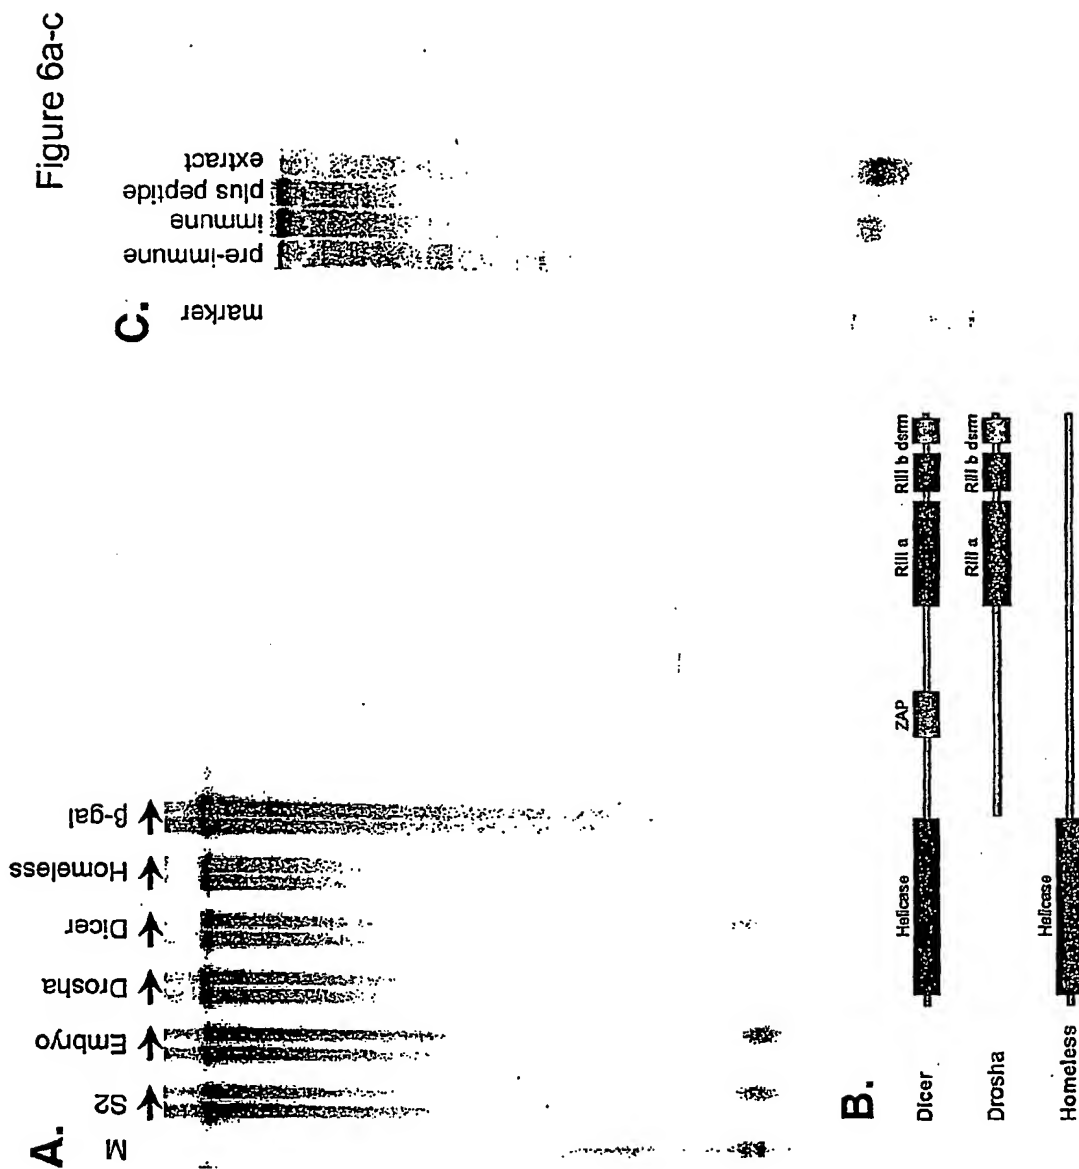 Figure 6a-c
A.
M
S2
Embryo
Drosha
Dicer
Homeless
β-gal
B.
Helicase
ZAP
RIII a
RIII b
dsrm
Dicer
RIII a
RIII b
dsrm
Drosha
Helicase
Homeless
C.
marker
pre-immune
immune
plus peptide
extract